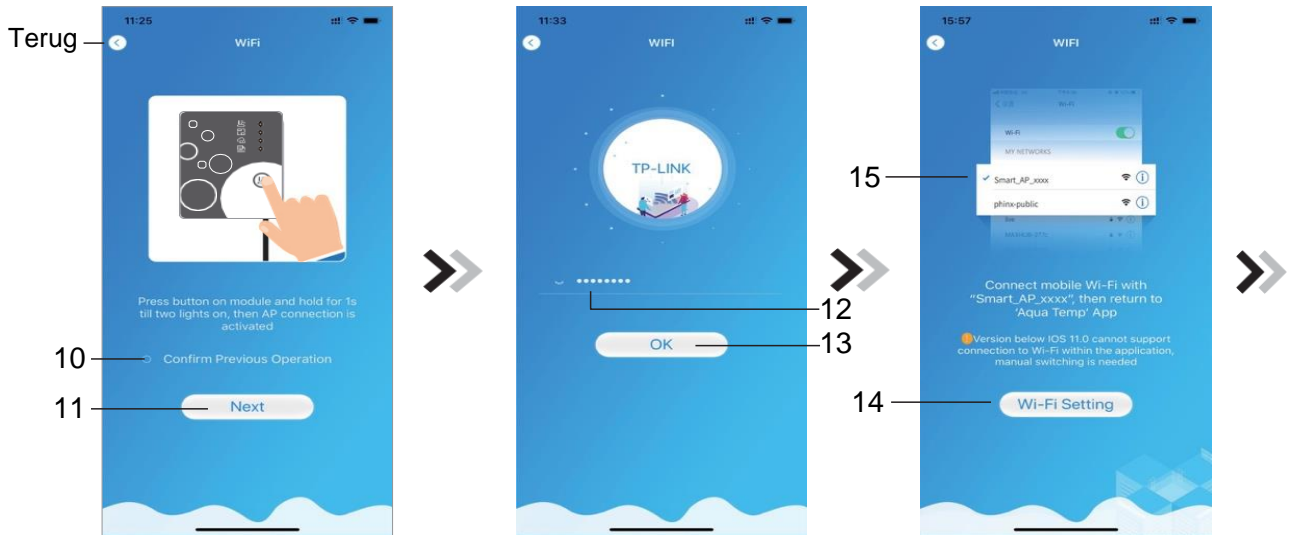 Terug
11:25
WiFi
Press button on module and hold for 1s
till two lights on, then AP connection is
activated
10
Confirm Previous Operation
11
Next
11:33
WIFI
TP-LINK
12
OK
13
15:57
WIFI
Wi-Fi
Wi-Fi
MY NETWORKS
15
Smart_AP_xxxx
phinx-public
Connect mobile Wi-Fi with
"Smart_AP_xxxx", then return to
'Aqua Temp' App
Version below IOS 11.0 cannot support
connection to Wi-Fi within the application,
manual switching is needed
14
Wi-Fi Setting